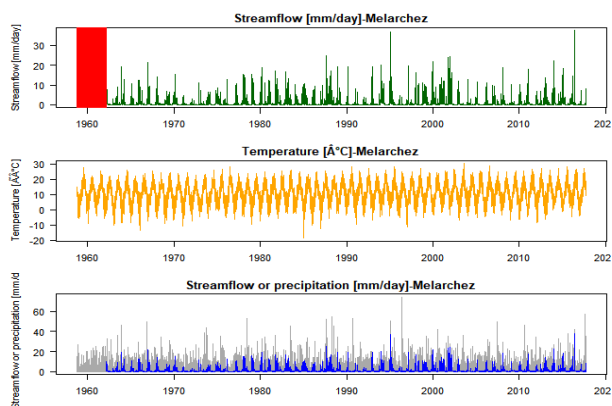 Streamflow [mm/day]-Melarchez
Streamflow [mm/day]
30
20
10
0
1960 1970 1980 1990 2000 2010 202
Temperature [Â°C]-Melarchez
30
20
10
0
-10
-20
1960 1970 1980 1990 2000 2010 202
Streamflow or precipitation [mm/day]-Melarchez
Streamflow or precipitation [mm/d
60
40
20
0
1960 1970 1980 1990 2000 2010 202